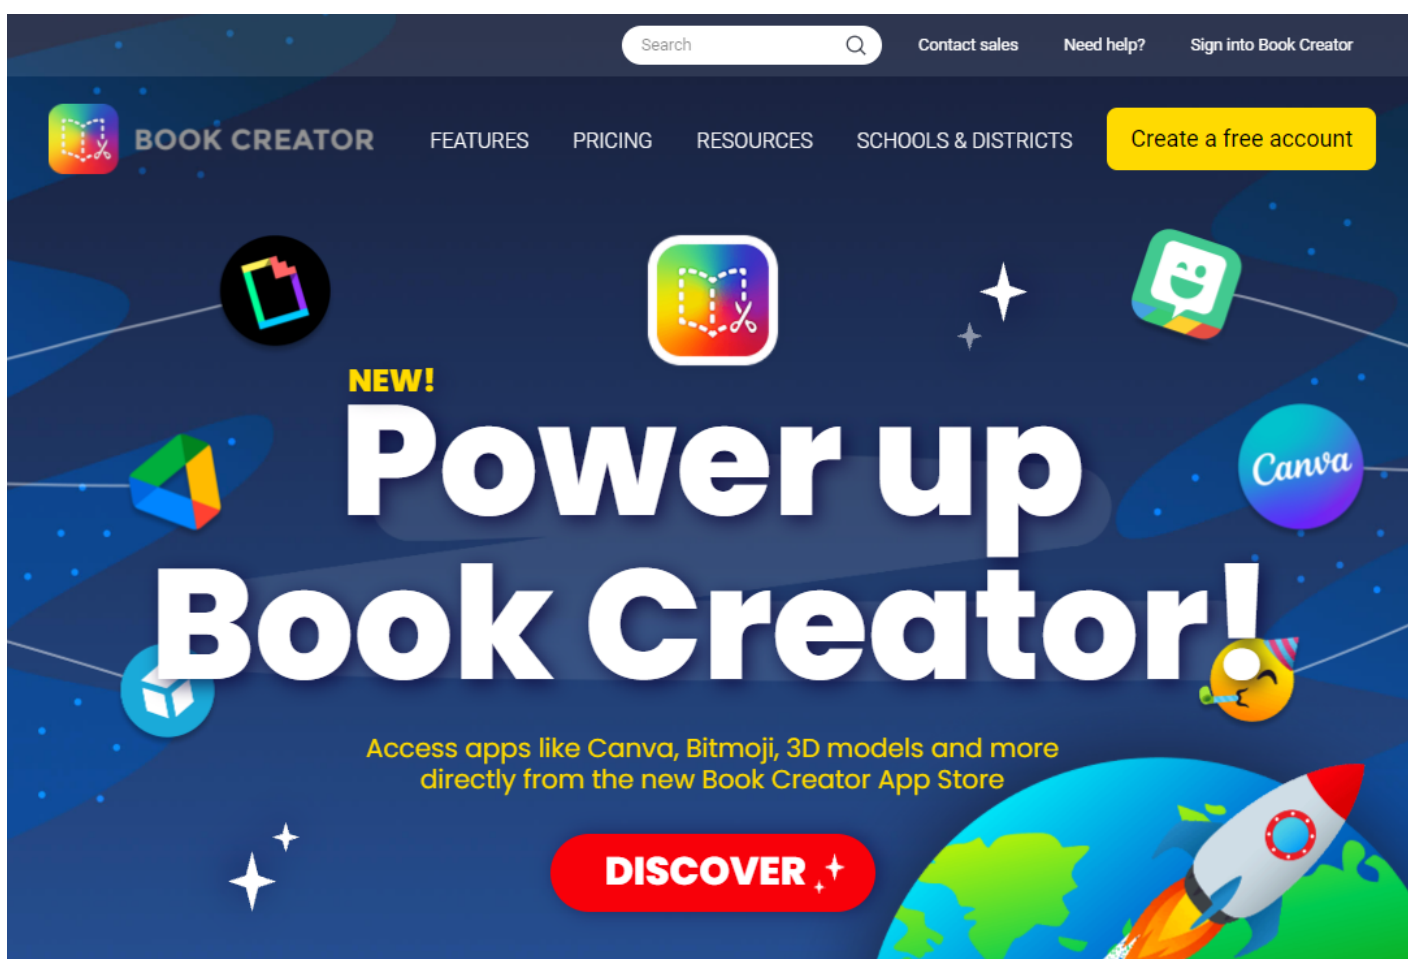 Search
Contact sales
Need help?
Sign into Book Creator
BOOK CREATOR
FEATURES
PRICING
RESOURCES
SCHOOLS & DISTRICTS
Create a free account
NEW!
Power up
Canva
Book Creator!
Access apps like Canva, Bitmoji, 3D models and more
directly from the new Book Creator App Store
DISCOVER